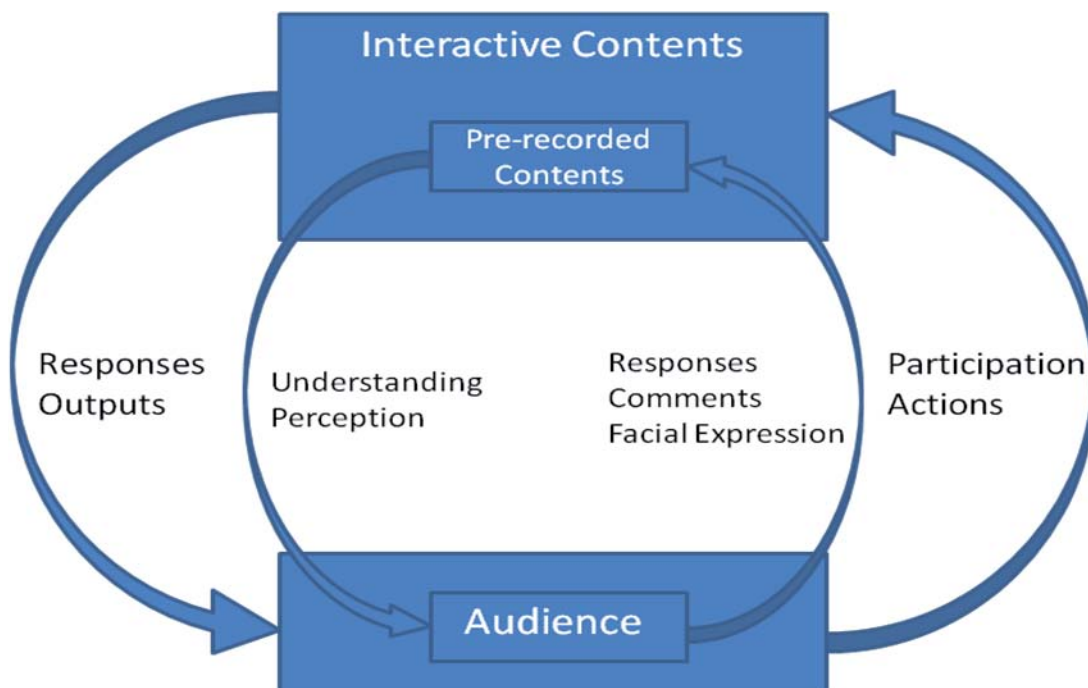 Interactive Contents
Pre-recorded
Contents
Responses
Outputs
Understanding
Perception
Responses
Comments
Facial Expression
Participation
Actions
Audience